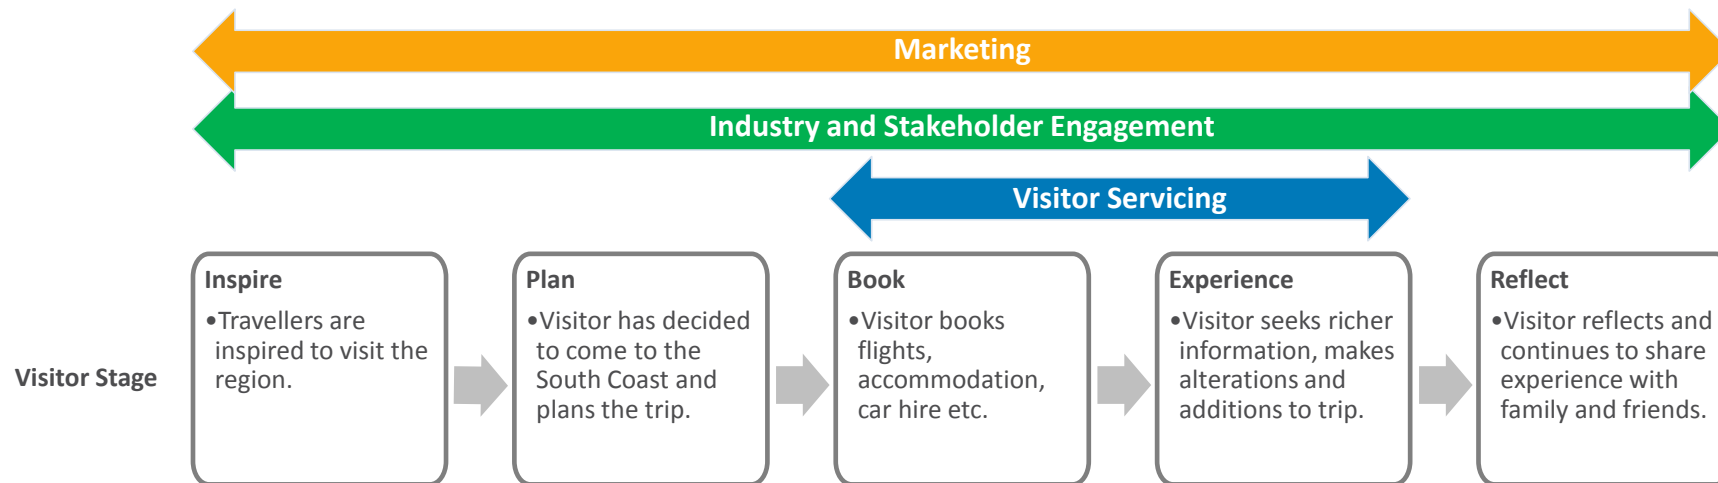 Marketing
Industry and Stakeholder Engagement
Visitor Servicing
Visitor Stage
Inspire
•Travellers are
inspired to visit the
region.
Plan
•Visitor has decided
to come to the
South Coast and
plans the trip.
Book
•Visitor books
flights,
accommodation,
car hire etc.
Experience
•Visitor seeks richer
information, makes
alterations and
additions to trip.
Reflect
•Visitor reflects and
continues to share
experience with
family and friends.